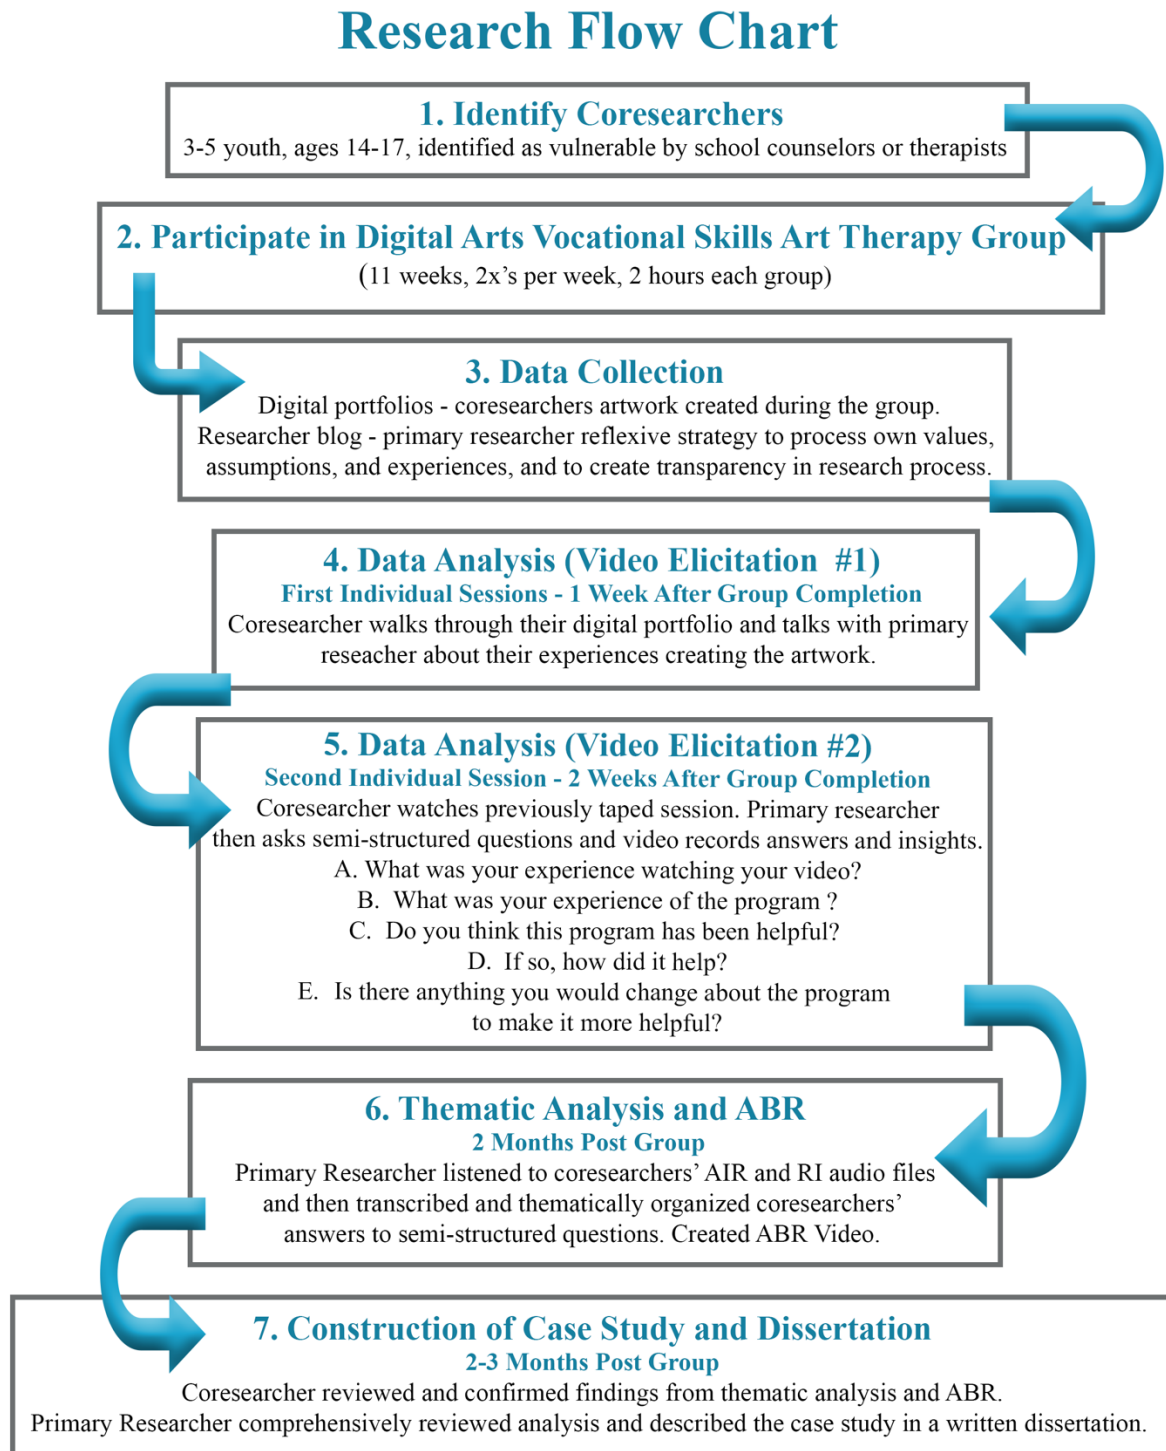 Research Flow Chart
1. Identify Coresearchers
3-5 youth, ages 14-17, identified as vulnerable by school counselors or therapists
2. Participate in Digital Arts Vocational Skills Art Therapy Group
(11 weeks, 2x’s per week, 2 hours each group)
3. Data Collection
Digital portfolios - coresearchers artwork created during the group.
Researcher blog - primary researcher reflexive strategy to process own values,
assumptions, and experiences, and to create transparency in research process.
4. Data Analysis (Video Elicitation #1)
First Individual Sessions - 1 Week After Group Completion
Coresearcher walks through their digital portfolio and talks with primary
reseacher about their experiences creating the artwork.
5. Data Analysis (Video Elicitation #2)
Second Individual Session - 2 Weeks After Group Completion
Coresearcher watches previously taped session. Primary researcher
then asks semi-structured questions and video records answers and insights.
A. What was your experience watching your video?
B. What was your experience of the program ?
C. Do you think this program has been helpful?
D. If so, how did it help?
E. Is there anything you would change about the program
to make it more helpful?
6. Thematic Analysis and ABR
2 Months Post Group
Primary Researcher listened to coresearchers’ AIR and RI audio files
and then transcribed and thematically organized coresearchers’
answers to semi-structured questions. Created ABR Video.
7. Construction of Case Study and Dissertation
2-3 Months Post Group
Coresearcher reviewed and confirmed findings from thematic analysis and ABR.
Primary Researcher comprehensively reviewed analysis and described the case study in a written dissertation.